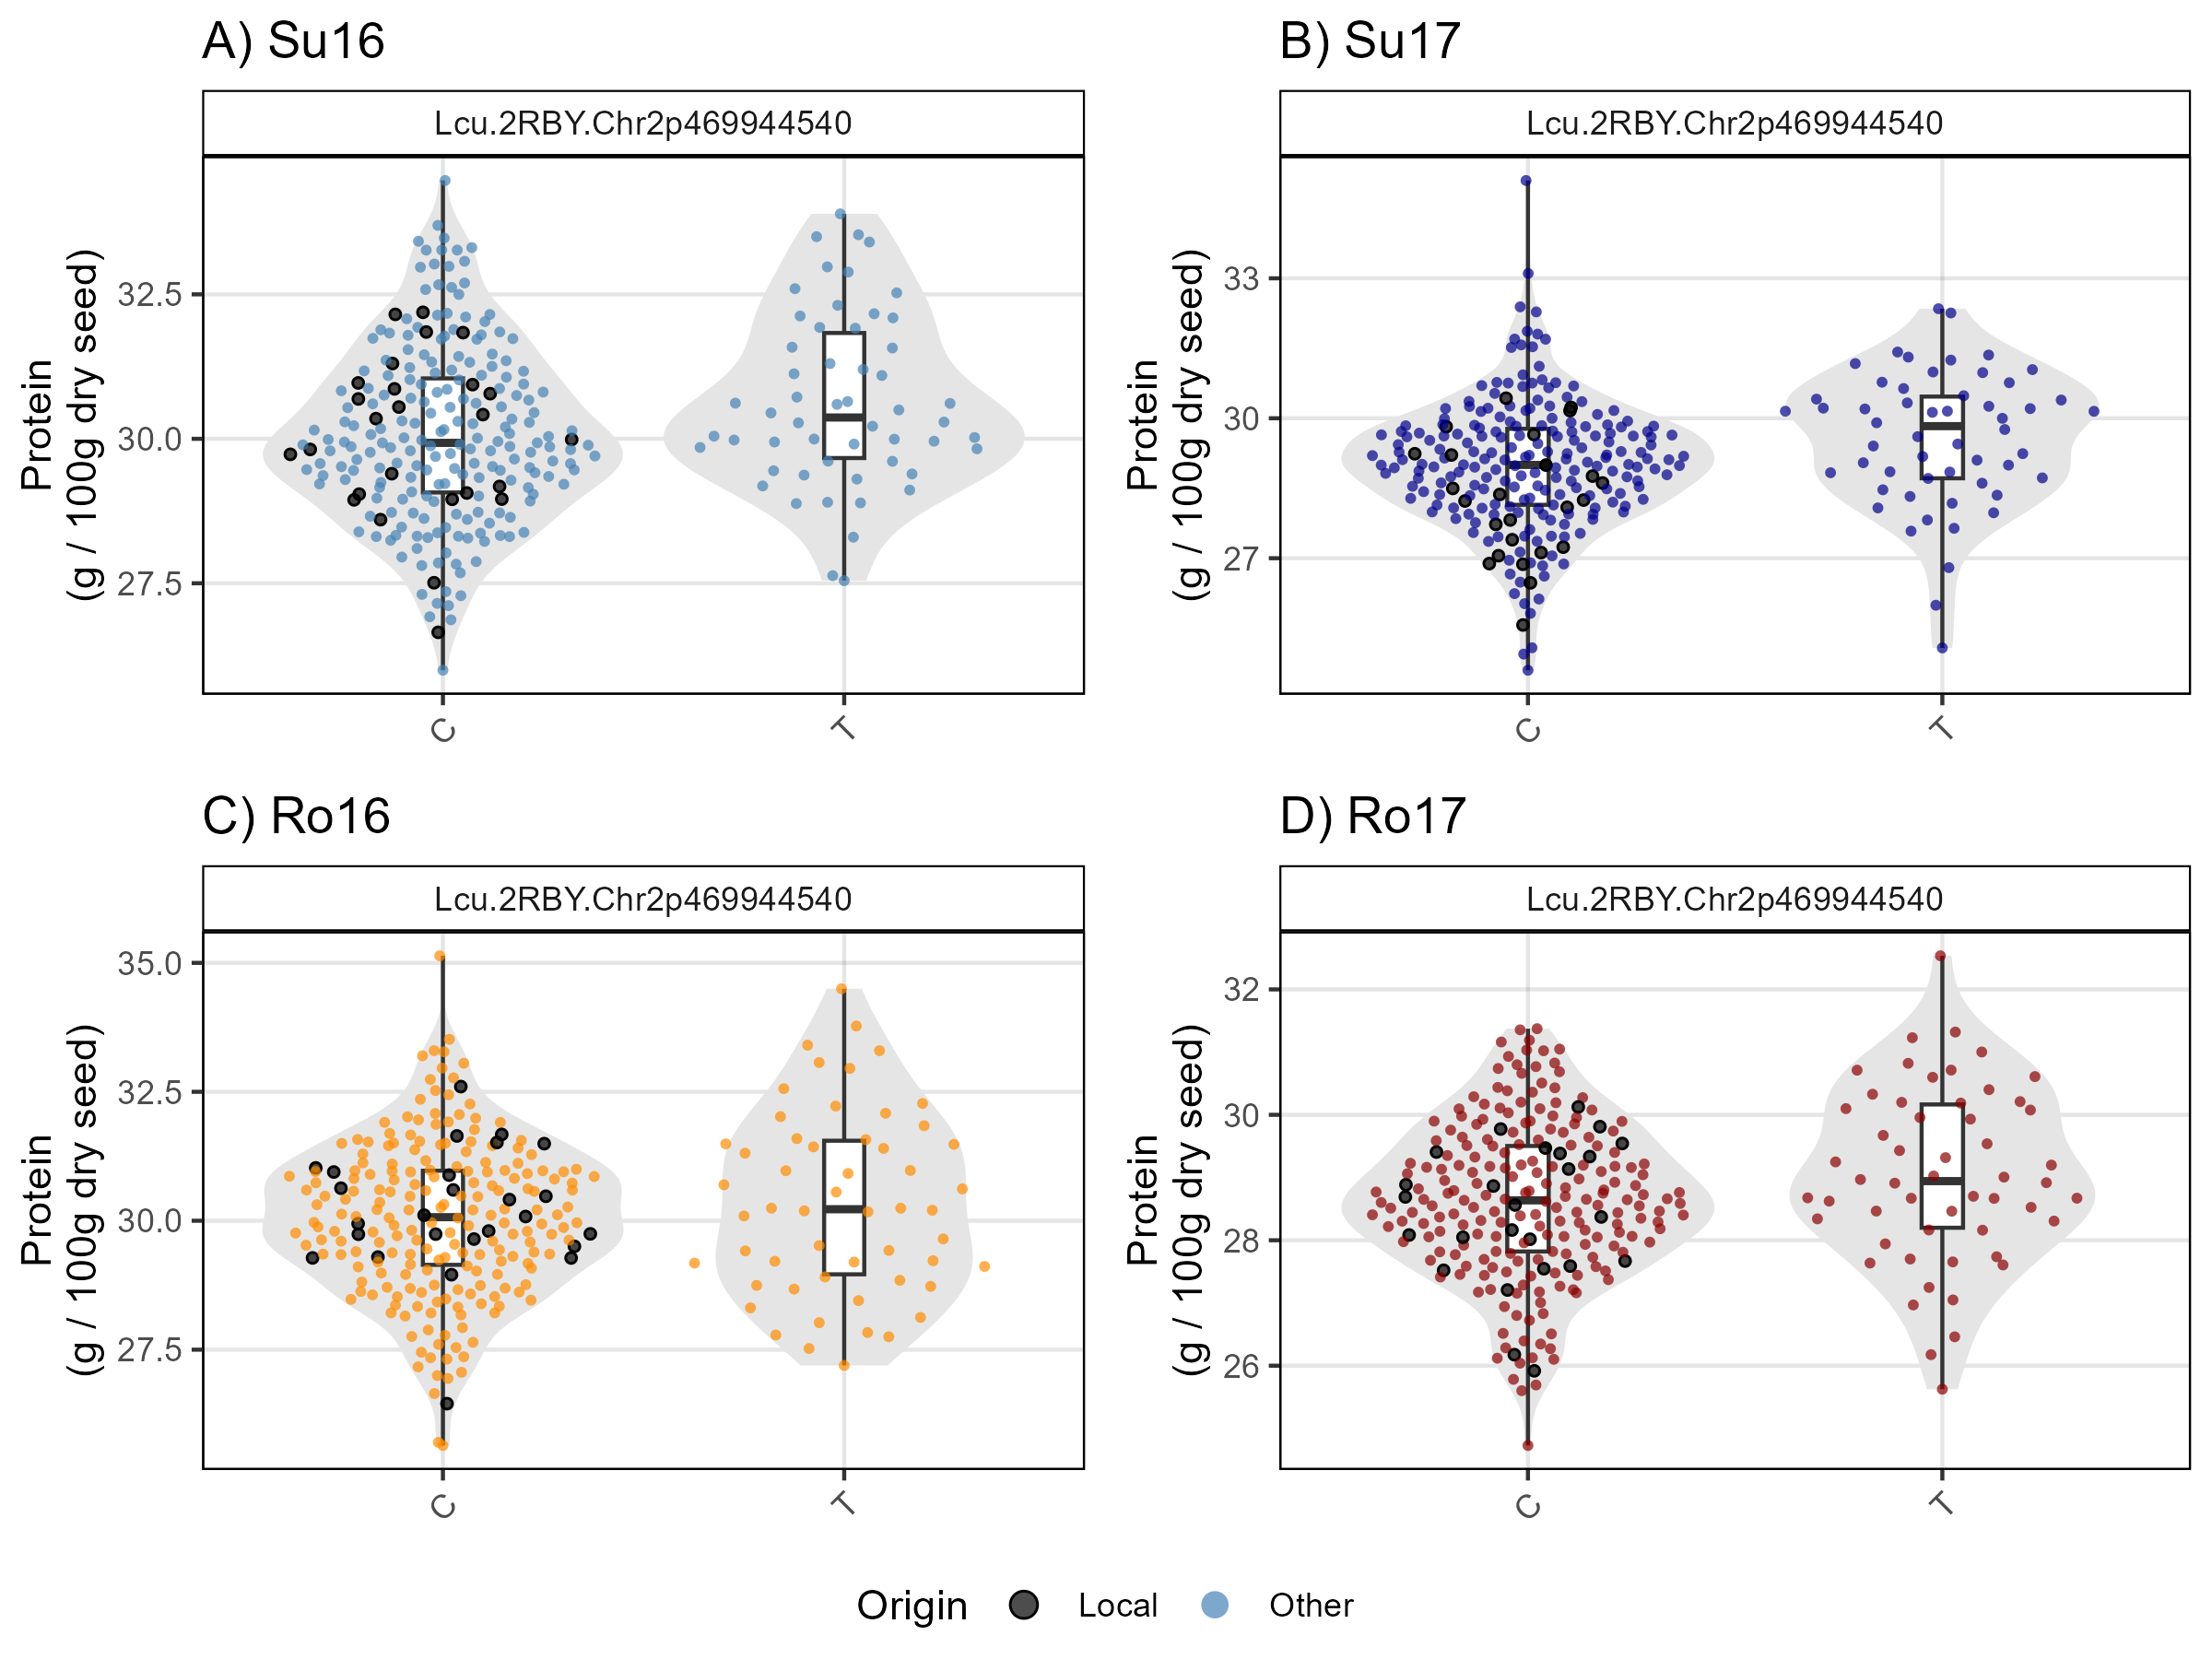 A) Su16
Lcu.2RBY.Chr2p469944540
Protein
(g / 100g dry seed)
32.5
30.0
27.5
C
T
B) Su17
Lcu.2RBY.Chr2p469944540
Protein
(g / 100g dry seed)
33
30
27
C
T
C) Ro16
Lcu.2RBY.Chr2p469944540
Protein
(g / 100g dry seed)
35.0
32.5
30.0
27.5
C
T
D) Ro17
Lcu.2RBY.Chr2p469944540
Protein
(g / 100g dry seed)
32
30
28
26
C
T
Origin Local Other